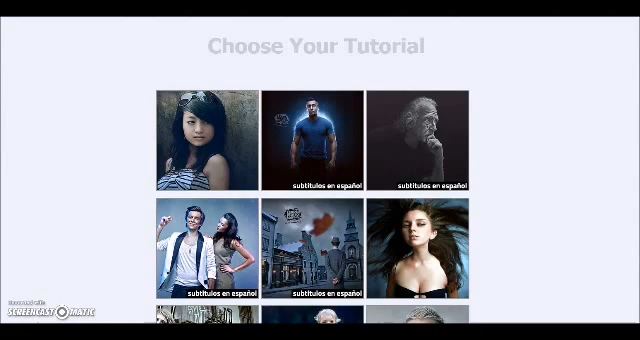 Choose Your Tutorial
subtitulos en español
subtitulos en español
subtitulos en español
subtitulos en español
SCREENCAST MATIC